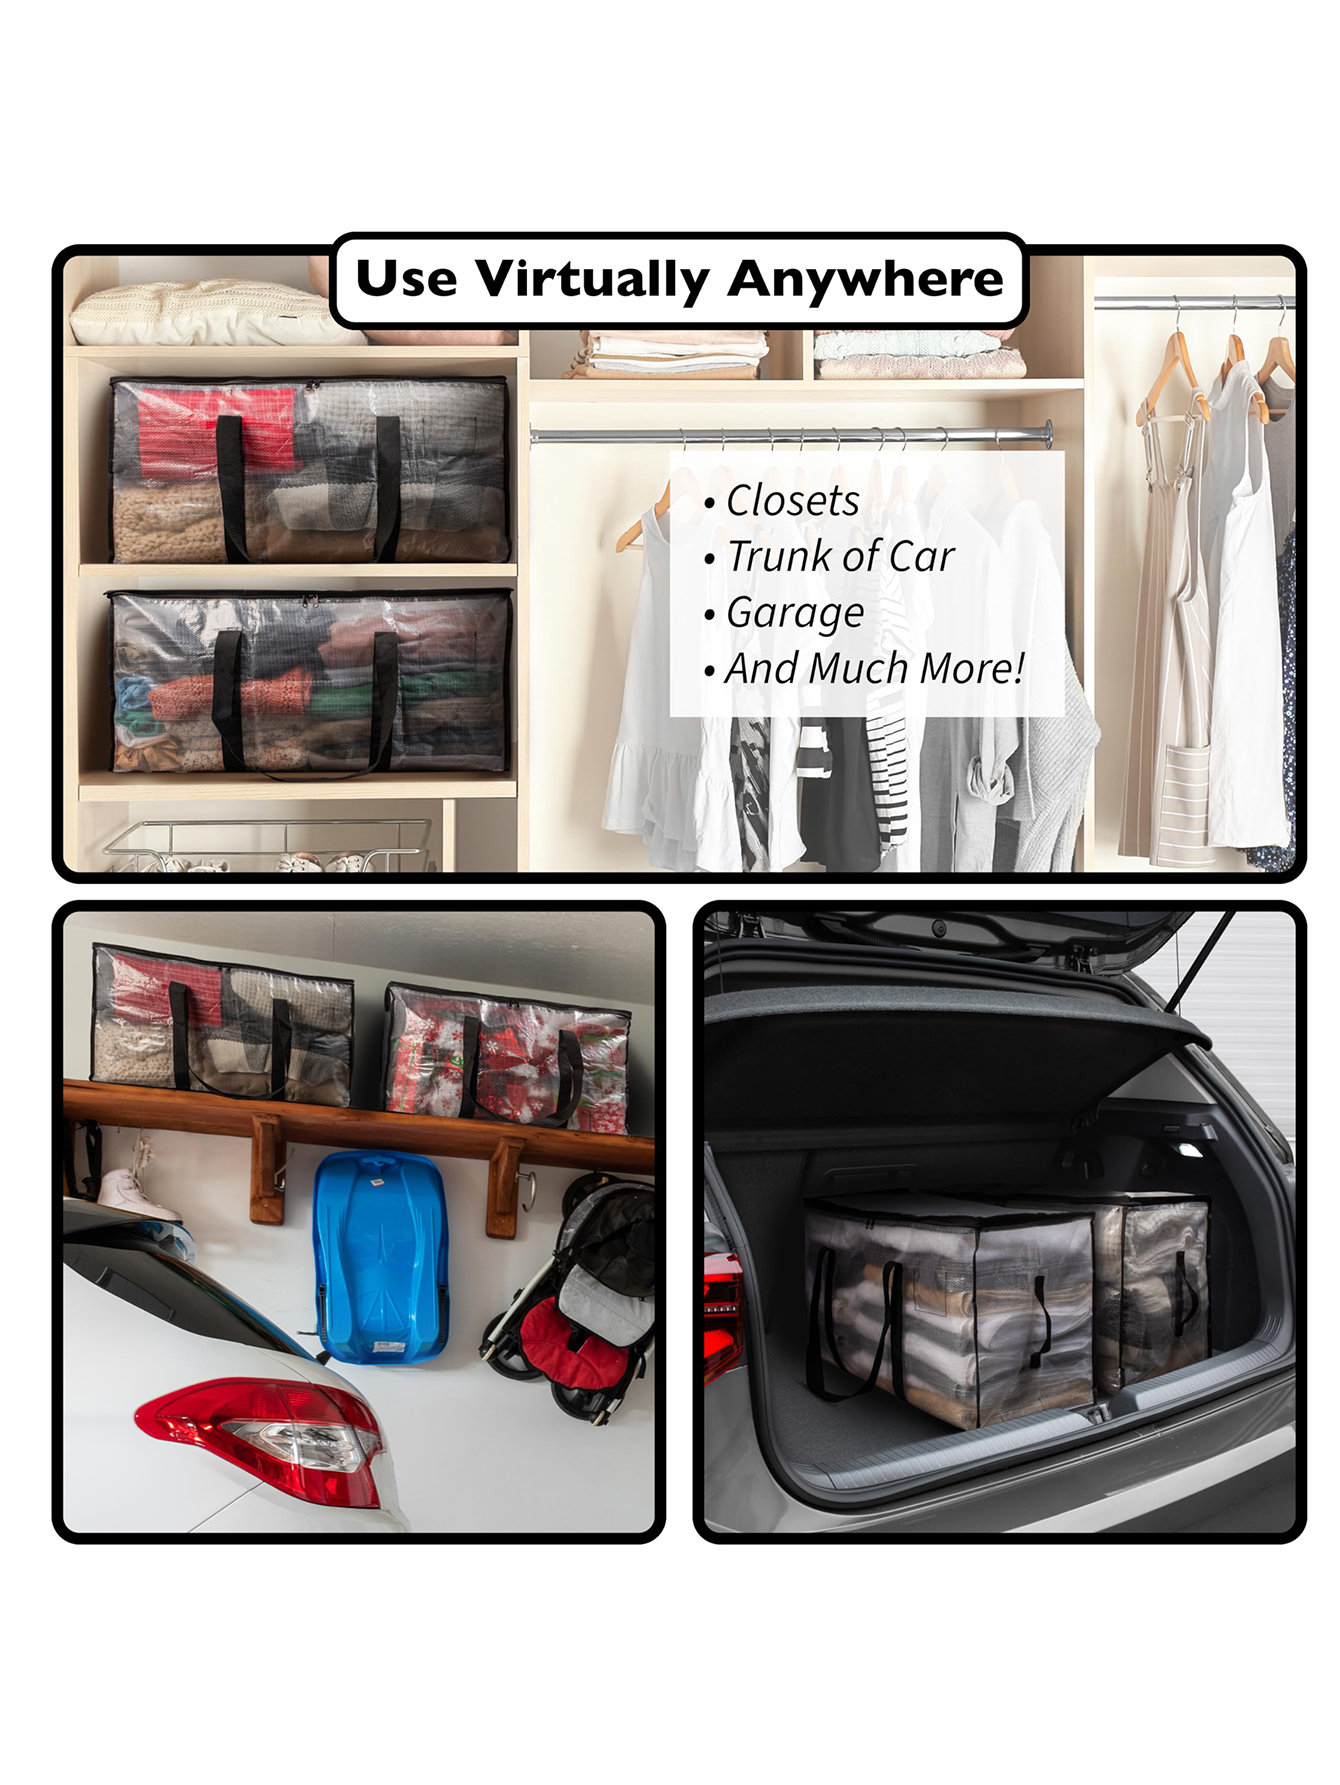 Use Virtually Anywhere
• Closets
• Trunk of Car
• Garage
• And Much More!